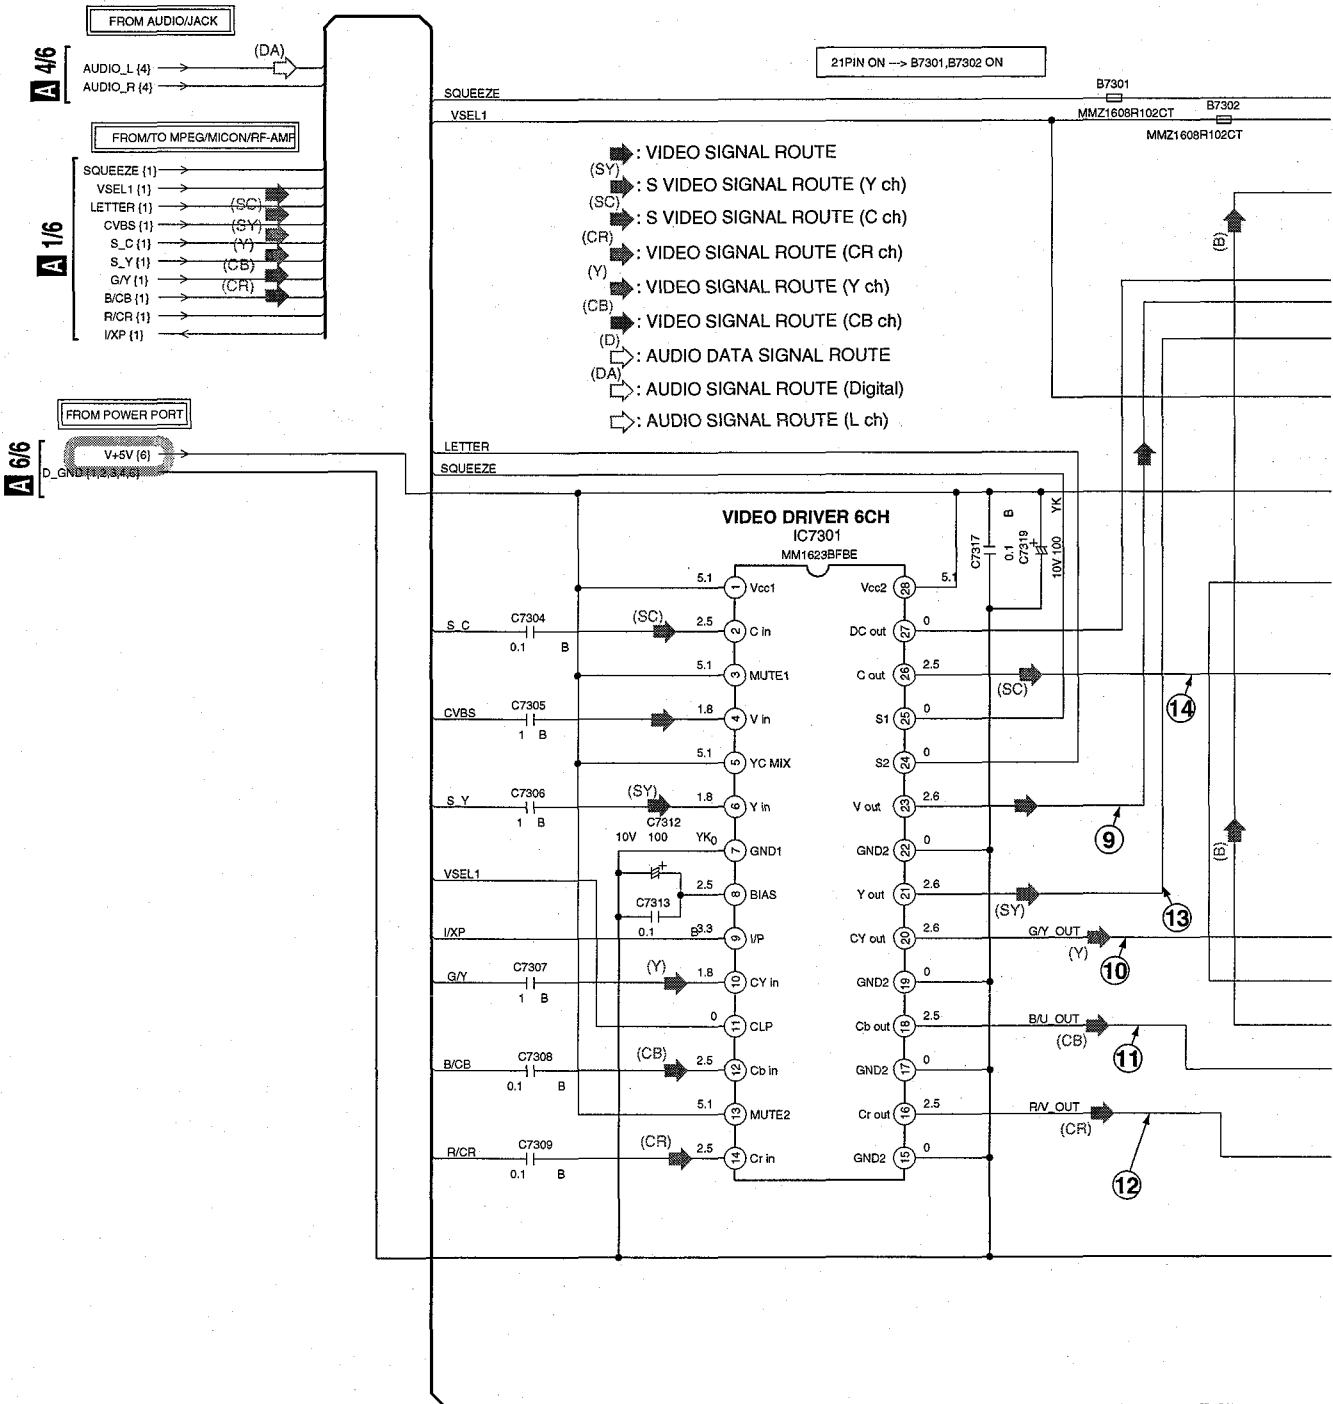 FROM AUDIO/JACK
A 4/6
(DA)
AUDIO_L {4}
AUDIO_R {4}
FROM/TO MPEG/MICON/RF-AMP
A 1/6
SQUEEZE {1}
VSEL1 {1}
LETTER {1}
CVBS {1}
S_C {1}
S_Y {1}
G/Y {1}
B/CB {1}
R/CR {1}
I/XP {1}
(SC)
(SY)
(Y)
(CB)
(CR)
FROM POWER PORT
A 6/6
V+5V {6}
D_GND {1,2,3,4,6}
21PIN ON ---> B7301,B7302 ON
SQUEEZE
VSEL1
B7301
MMZ1608R102CT
B7302
MMZ1608R102CT
: VIDEO SIGNAL ROUTE
(SY)
: S VIDEO SIGNAL ROUTE (Y ch)
(SC)
: S VIDEO SIGNAL ROUTE (C ch)
(CR)
: VIDEO SIGNAL ROUTE (CR ch)
(Y)
: VIDEO SIGNAL ROUTE (Y ch)
(CB)
: VIDEO SIGNAL ROUTE (CB ch)
(D)
: AUDIO DATA SIGNAL ROUTE
(DA)
: AUDIO SIGNAL ROUTE (Digital)
: AUDIO SIGNAL ROUTE (L ch)
(B)
(B)
LETTER
SQUEEZE
VIDEO DRIVER 6CH
IC7301
MM1623BFBE
C7317
0.1 B
C7319
+
10V 100 YK
5.1 1 Vcc1
S_C C7304 0.1 B (SC) 2.5 2 C in
5.1 3 MUTE1
CVBS C7305 1 B 1.8 4 V in
5.1 5 YC MIX
S_Y C7306 1 B (SY) 1.8 6 Y in
C7312
10V 100 YK
0 7 GND1
+
VSEL1
2.5 8 BIAS
C7313
0.1 B
I/XP 3.3 9 I/P
G/Y C7307 1 B (Y) 1.8 10 CY in
0 11 CLP
B/CB C7308 0.1 B (CB) 2.5 12 Cb in
5.1 13 MUTE2
R/CR C7309 0.1 B (CR) 2.5 14 Cr in
Vcc2 28 5.1
DC out 27 0
C out 26 2.5 (SC) 14
S1 25 0
S2 24 0
V out 23 2.6 9
GND2 22 0
Y out 21 2.6 (SY) 13
CY out 20 2.6 G/Y_OUT (Y) 10
GND2 19 0
Cb out 18 2.5 B/U_OUT (CB) 11
GND2 17 0
Cr out 16 2.5 R/V_OUT (CR) 12
GND2 15 0